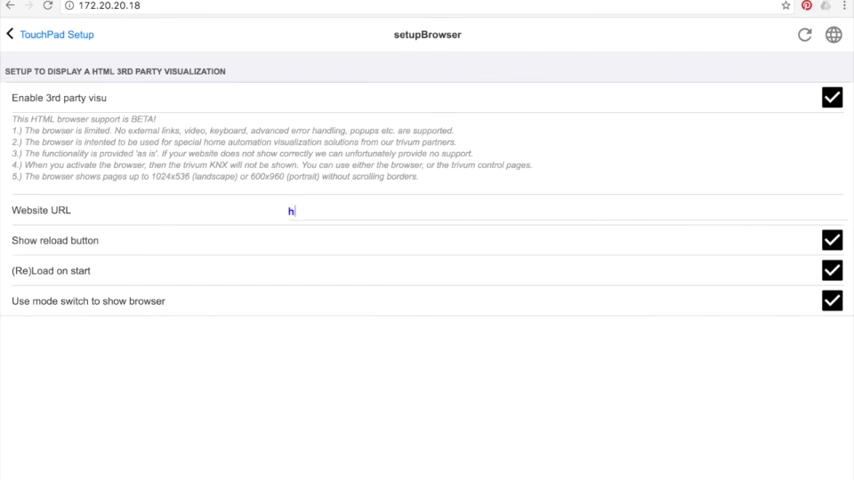 172.20.20.18
TouchPad Setup
setupBrowser
SETUP TO DISPLAY A HTML 3RD PARTY VISUALIZATION
Enable 3rd party visu
This HTML browser support is BETA!
1.) The browser is limited. No external links, video, keyboard, advanced error handling, popups etc. are supported.
2.) The browser is intented to be used for special home automation visualization solutions from our trivum partners.
3.) The functionality is provided 'as is'. If your website does not show correctly we can unfortunately provide no support.
4.) When you activate the browser, then the trivum KNX will not be shown. You can use either the browser, or the trivum control pages.
5.) The browser shows pages up to 1024x536 (landscape) or 600x960 (portrait) without scrolling borders.
Website URL h
Show reload button
(Re)Load on start
Use mode switch to show browser